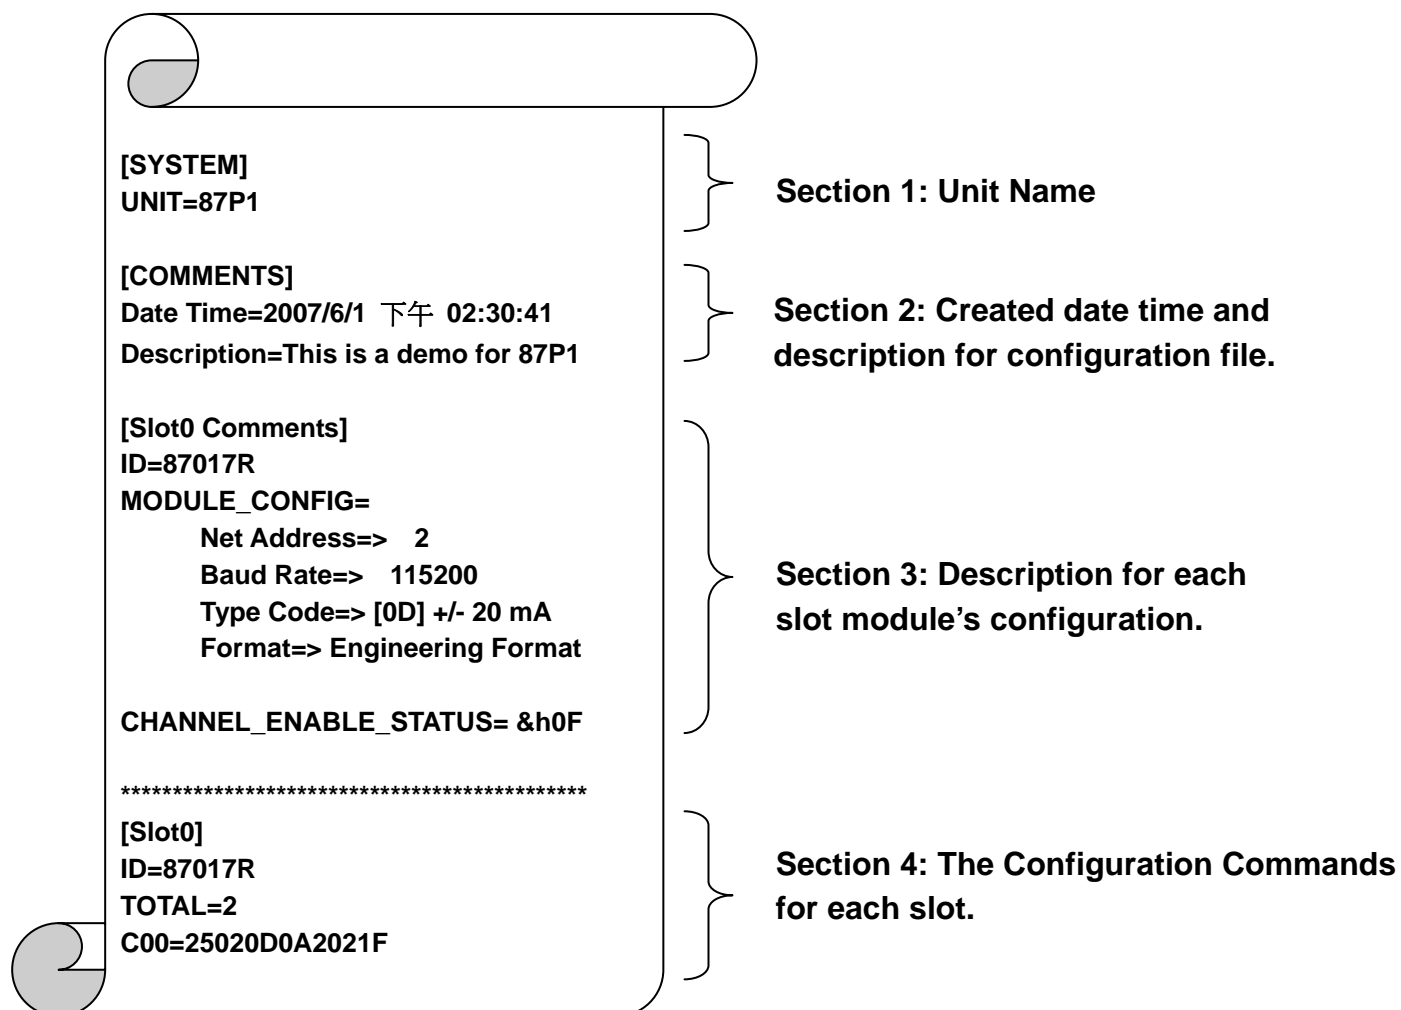 [SYSTEM]
UNIT=87P1
Section 1: Unit Name
[COMMENTS]
Date Time=2007/6/1 下午 02:30:41
Description=This is a demo for 87P1
Section 2: Created date time and
description for configuration file.
[Slot0 Comments]
ID=87017R
MODULE_CONFIG=
Net Address=> 2
Baud Rate=> 115200
Type Code=> [0D] +/- 20 mA
Format=> Engineering Format
CHANNEL_ENABLE_STATUS= &h0F
Section 3: Description for each
slot module’s configuration.
*********************************************
[Slot0]
ID=87017R
TOTAL=2
C00=25020D0A2021F
Section 4: The Configuration Commands
for each slot.